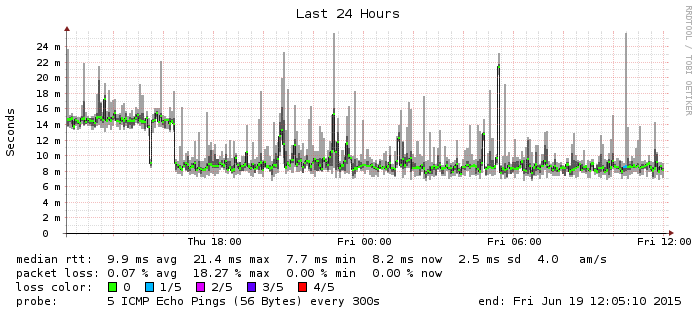 Last 24 Hours
RRDTOOL / TOBI OETIKER
Seconds
24 m
22 m
20 m
18 m
16 m
14 m
12 m
10 m
8 m
6 m
4 m
2 m
0
Thu 18:00 Fri 00:00 Fri 06:00 Fri 12:00
median rtt: 9.9 ms avg 21.4 ms max 7.7 ms min 8.2 ms now 2.5 ms sd 4.0 am/s
packet loss: 0.07 % avg 18.27 % max 0.00 % min 0.00 % now
loss color: 0 1/5 2/5 3/5 4/5
probe: 5 ICMP Echo Pings (56 Bytes) every 300s end: Fri Jun 19 12:05:10 2015